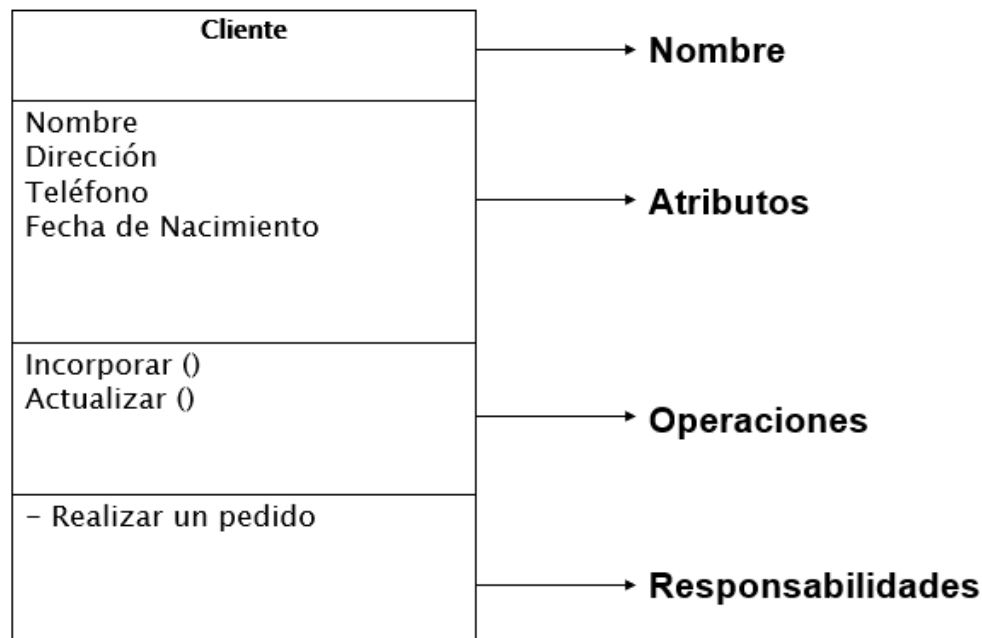 Cliente
Nombre
Nombre
Dirección
Teléfono
Fecha de Nacimiento
Atributos
Incorporar ()
Actualizar ()
Operaciones
- Realizar un pedido
Responsabilidades